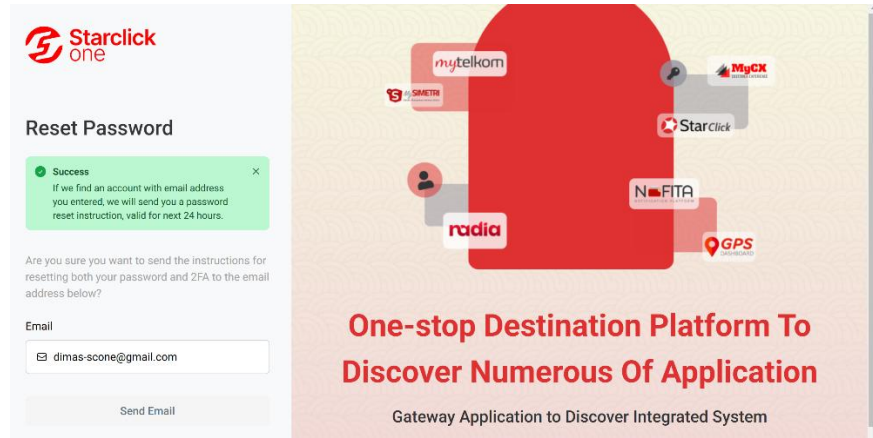 Starclick
one
Reset Password
Success
If we find an account with email address
you entered, we will send you a password
reset instruction, valid for next 24 hours.
Are you sure you want to send the instructions for
resetting both your password and 2FA to the email
address below?
Email
dimas-scone@gmail.com
Send Email
mytelkom
MyCX
mySIMETRI
StarClick
NOFITA
radia
GPS
DASHBOARD
One-stop Destination Platform To
Discover Numerous Of Application
Gateway Application to Discover Integrated System